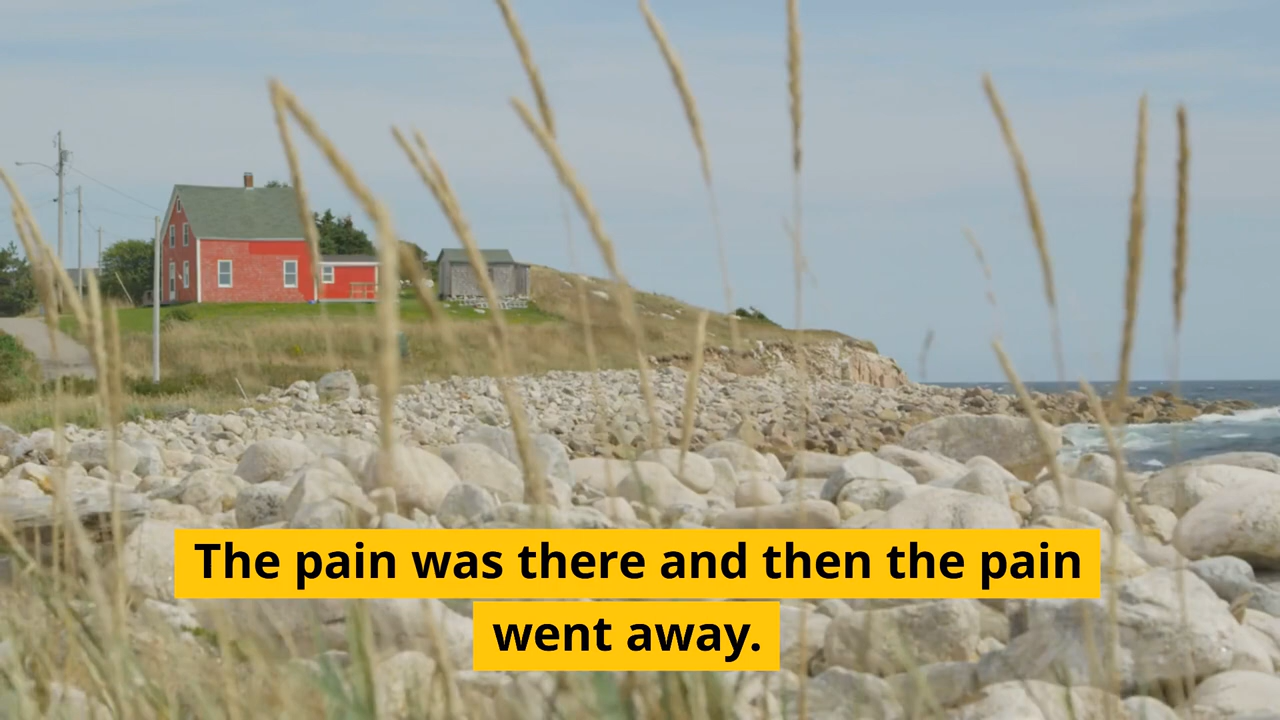 The pain was there and then the pain
went away.